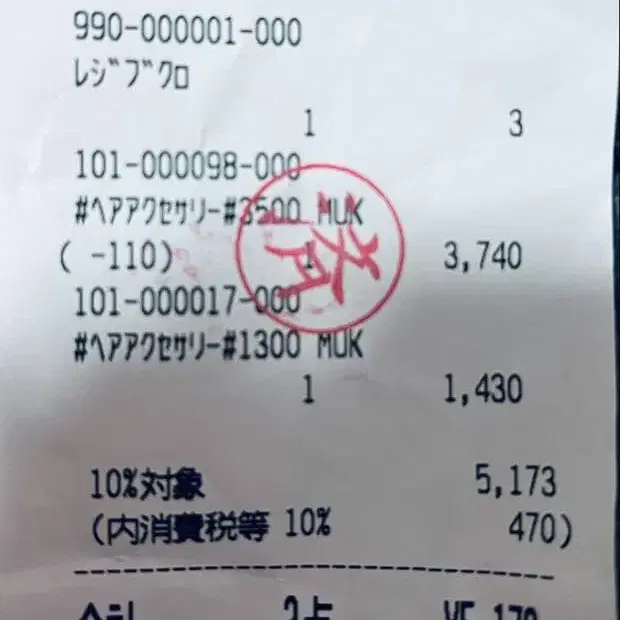 990-000001-000
ﾚｼﾞﾌﾞｸﾛ
1 3
101-000098-000
#ﾍｱｱｸｾｻﾘｰ#3500 MUK
( -110) 1 3,740
101-000017-000
#ﾍｱｱｸｾｻﾘｰ#1300 MUK
1 1,430
10%対象 5,173
(内消費税等 10% 470)